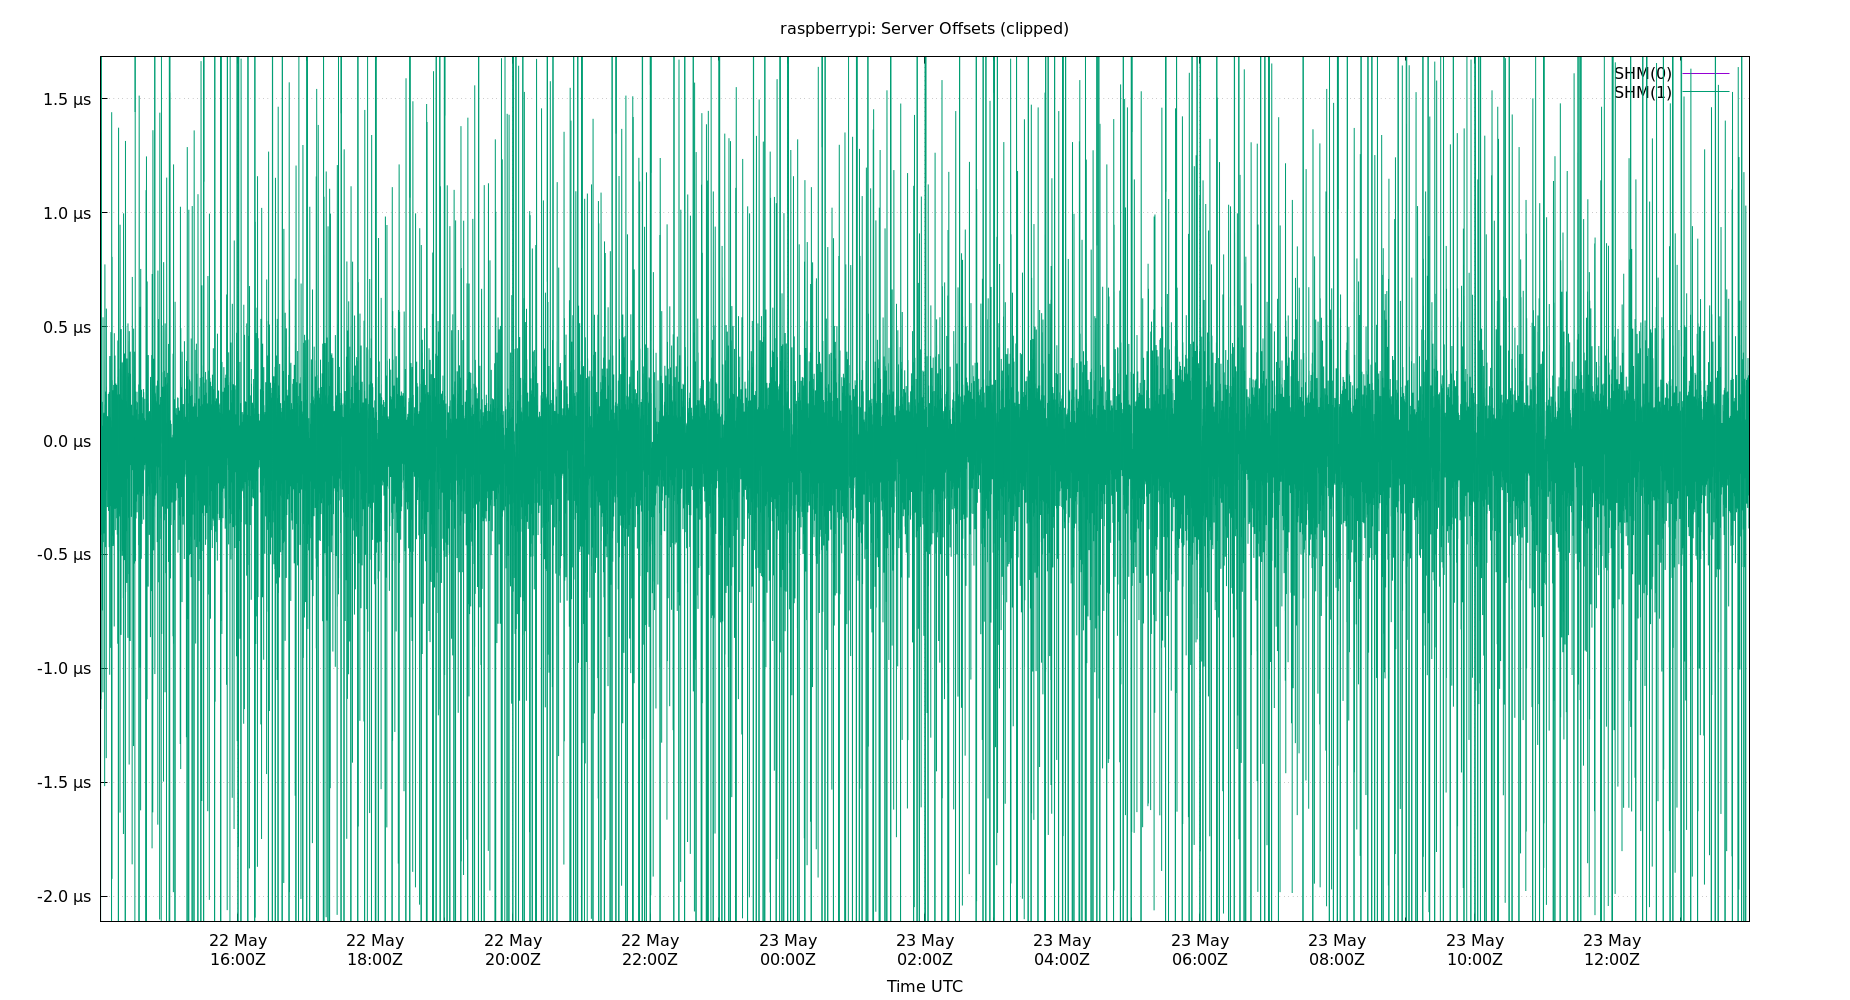 raspberrypi: Server Offsets (clipped)
SHM(0)
SHM(1)
1.5 µs
1.0 µs
0.5 µs
0.0 µs
-0.5 µs
-1.0 µs
-1.5 µs
-2.0 µs
22 May 22 May 22 May 22 May 23 May 23 May 23 May 23 May 23 May 23 May 23 May
16:00Z 18:00Z 20:00Z 22:00Z 00:00Z 02:00Z 04:00Z 06:00Z 08:00Z 10:00Z 12:00Z
Time UTC